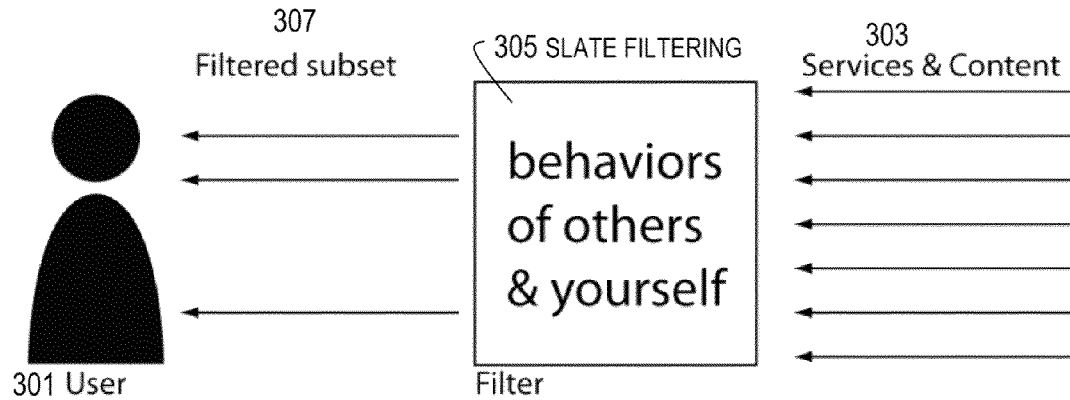 307
Filtered subset
305 SLATE FILTERING
303
Services & Content
behaviors
of others
& yourself
301 User
Filter